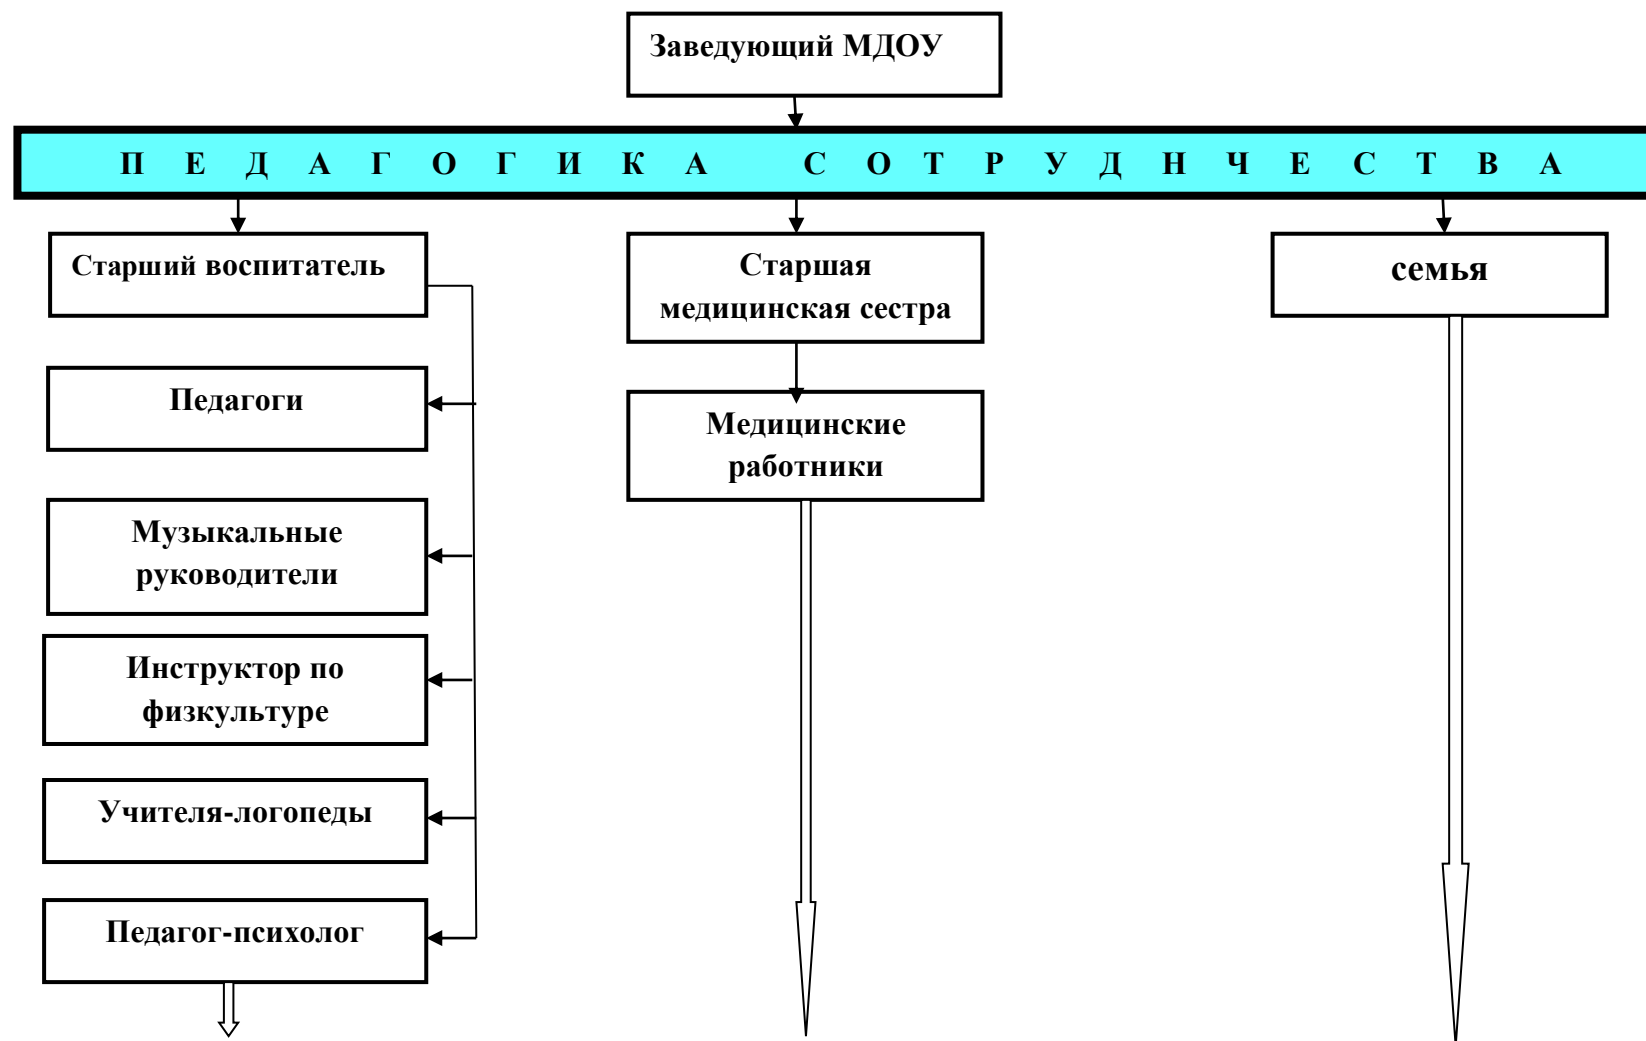 Заведующий МДОУ
П Е Д А Г О Г И К А С О Т Р У Д Н Ч Е С Т В А
Старший воспитатель
Старшая
медицинская сестра
семья
Педагоги
Медицинские
работники
Музыкальные
руководители
Инструктор по
физкультуре
Учителя-логопеды
Педагог-психолог